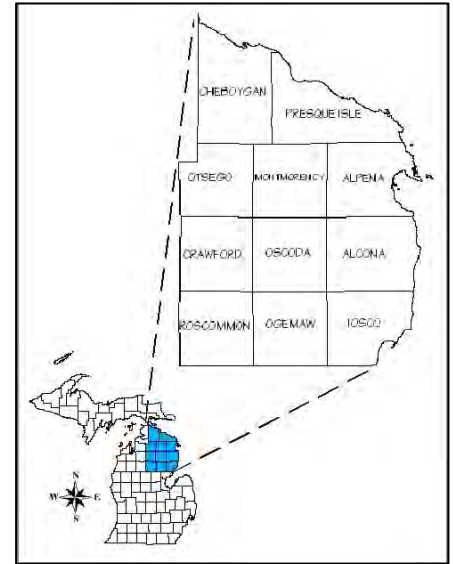 CHEBOYGAN
PRESQUE ISLE
OTSEGO
MONTMORENCY
ALPENA
CRAWFORD
OSCODA
ALCONA
ROSCOMMON
OGEMAW
IOSCO
N
W
E
S